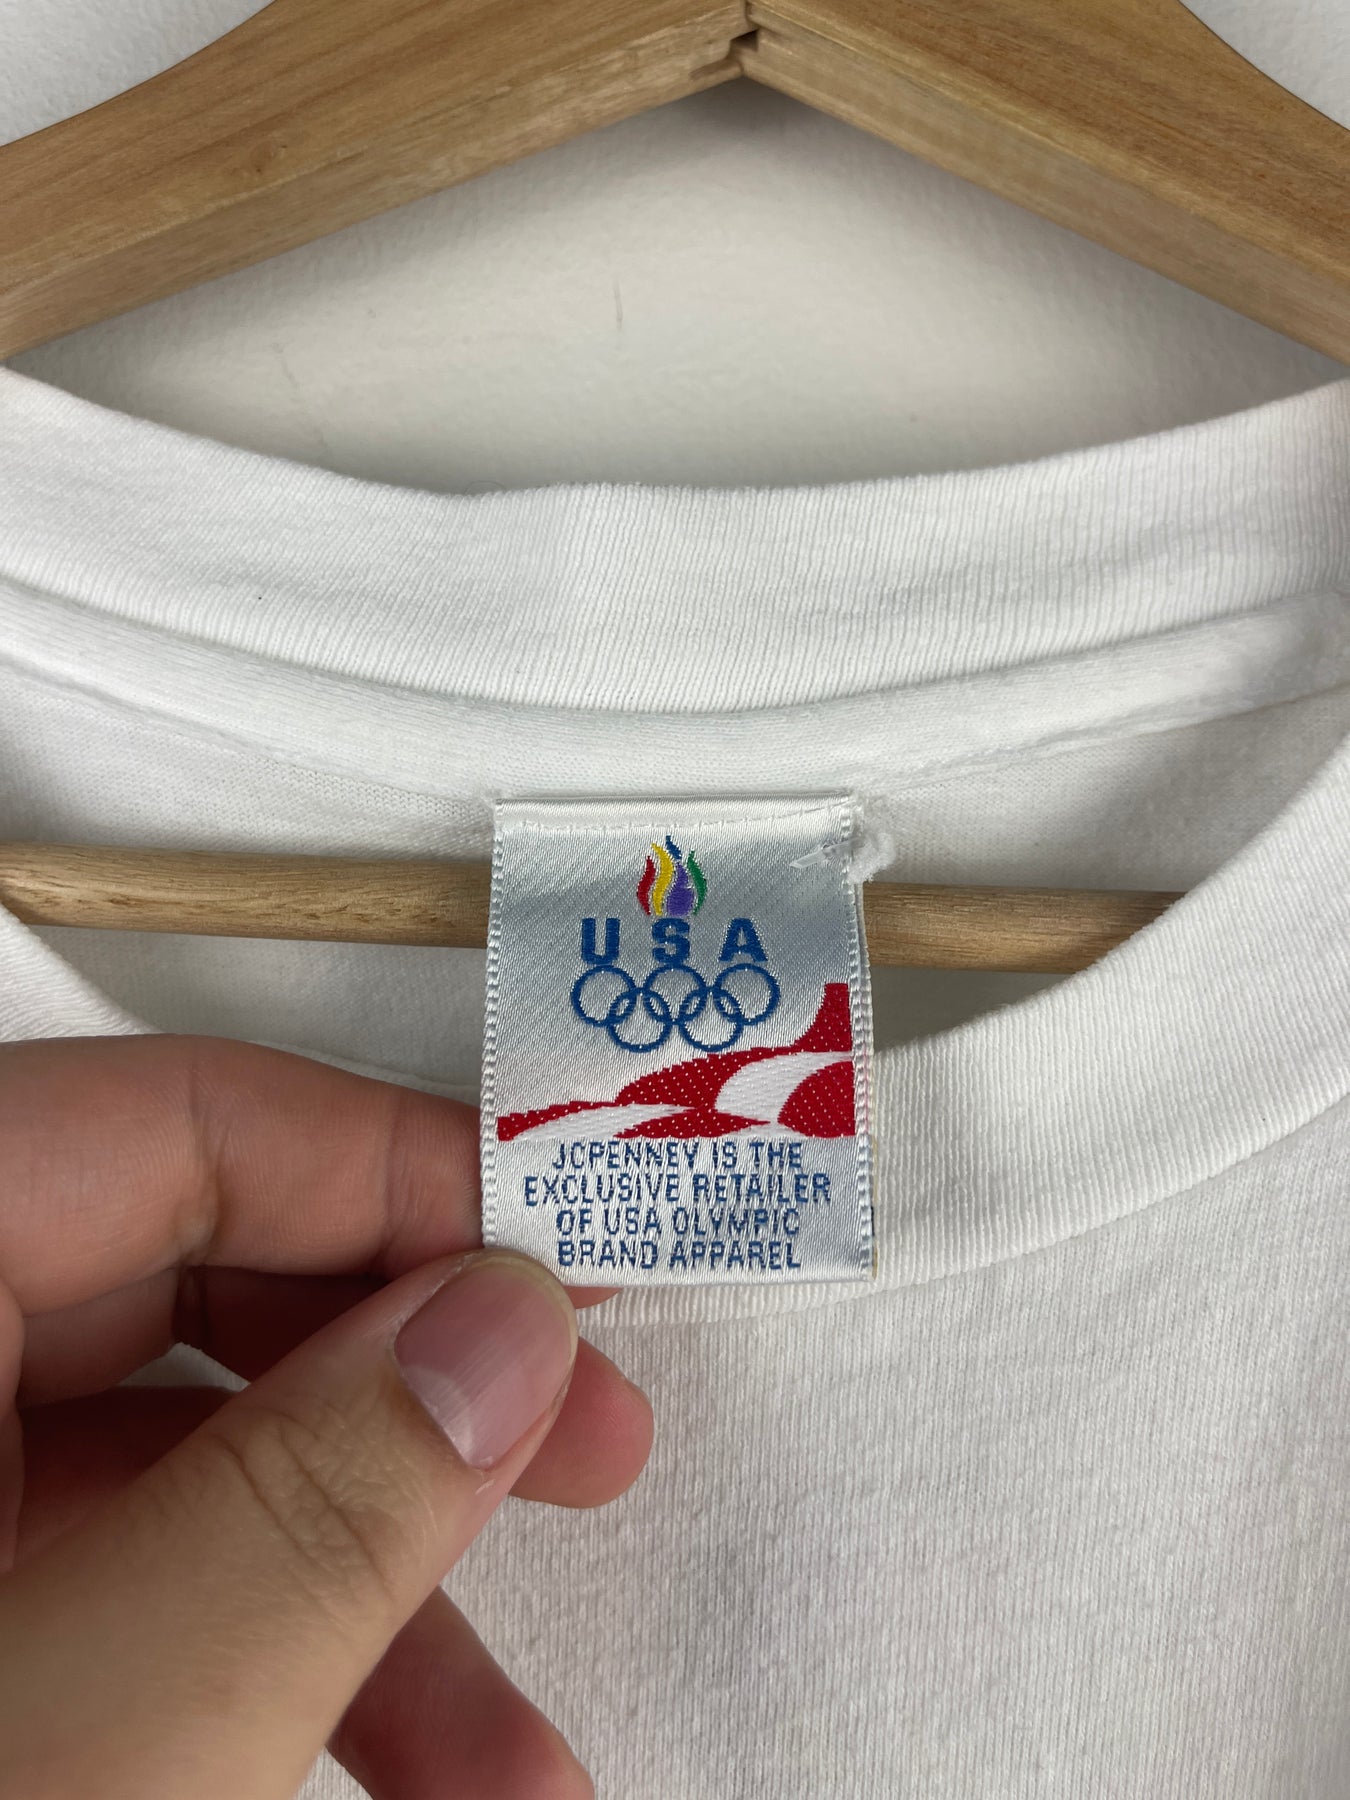 USA
JCPENNEY IS THE
EXCLUSIVE RETAILER
OF USA OLYMPIC
BRAND APPAREL